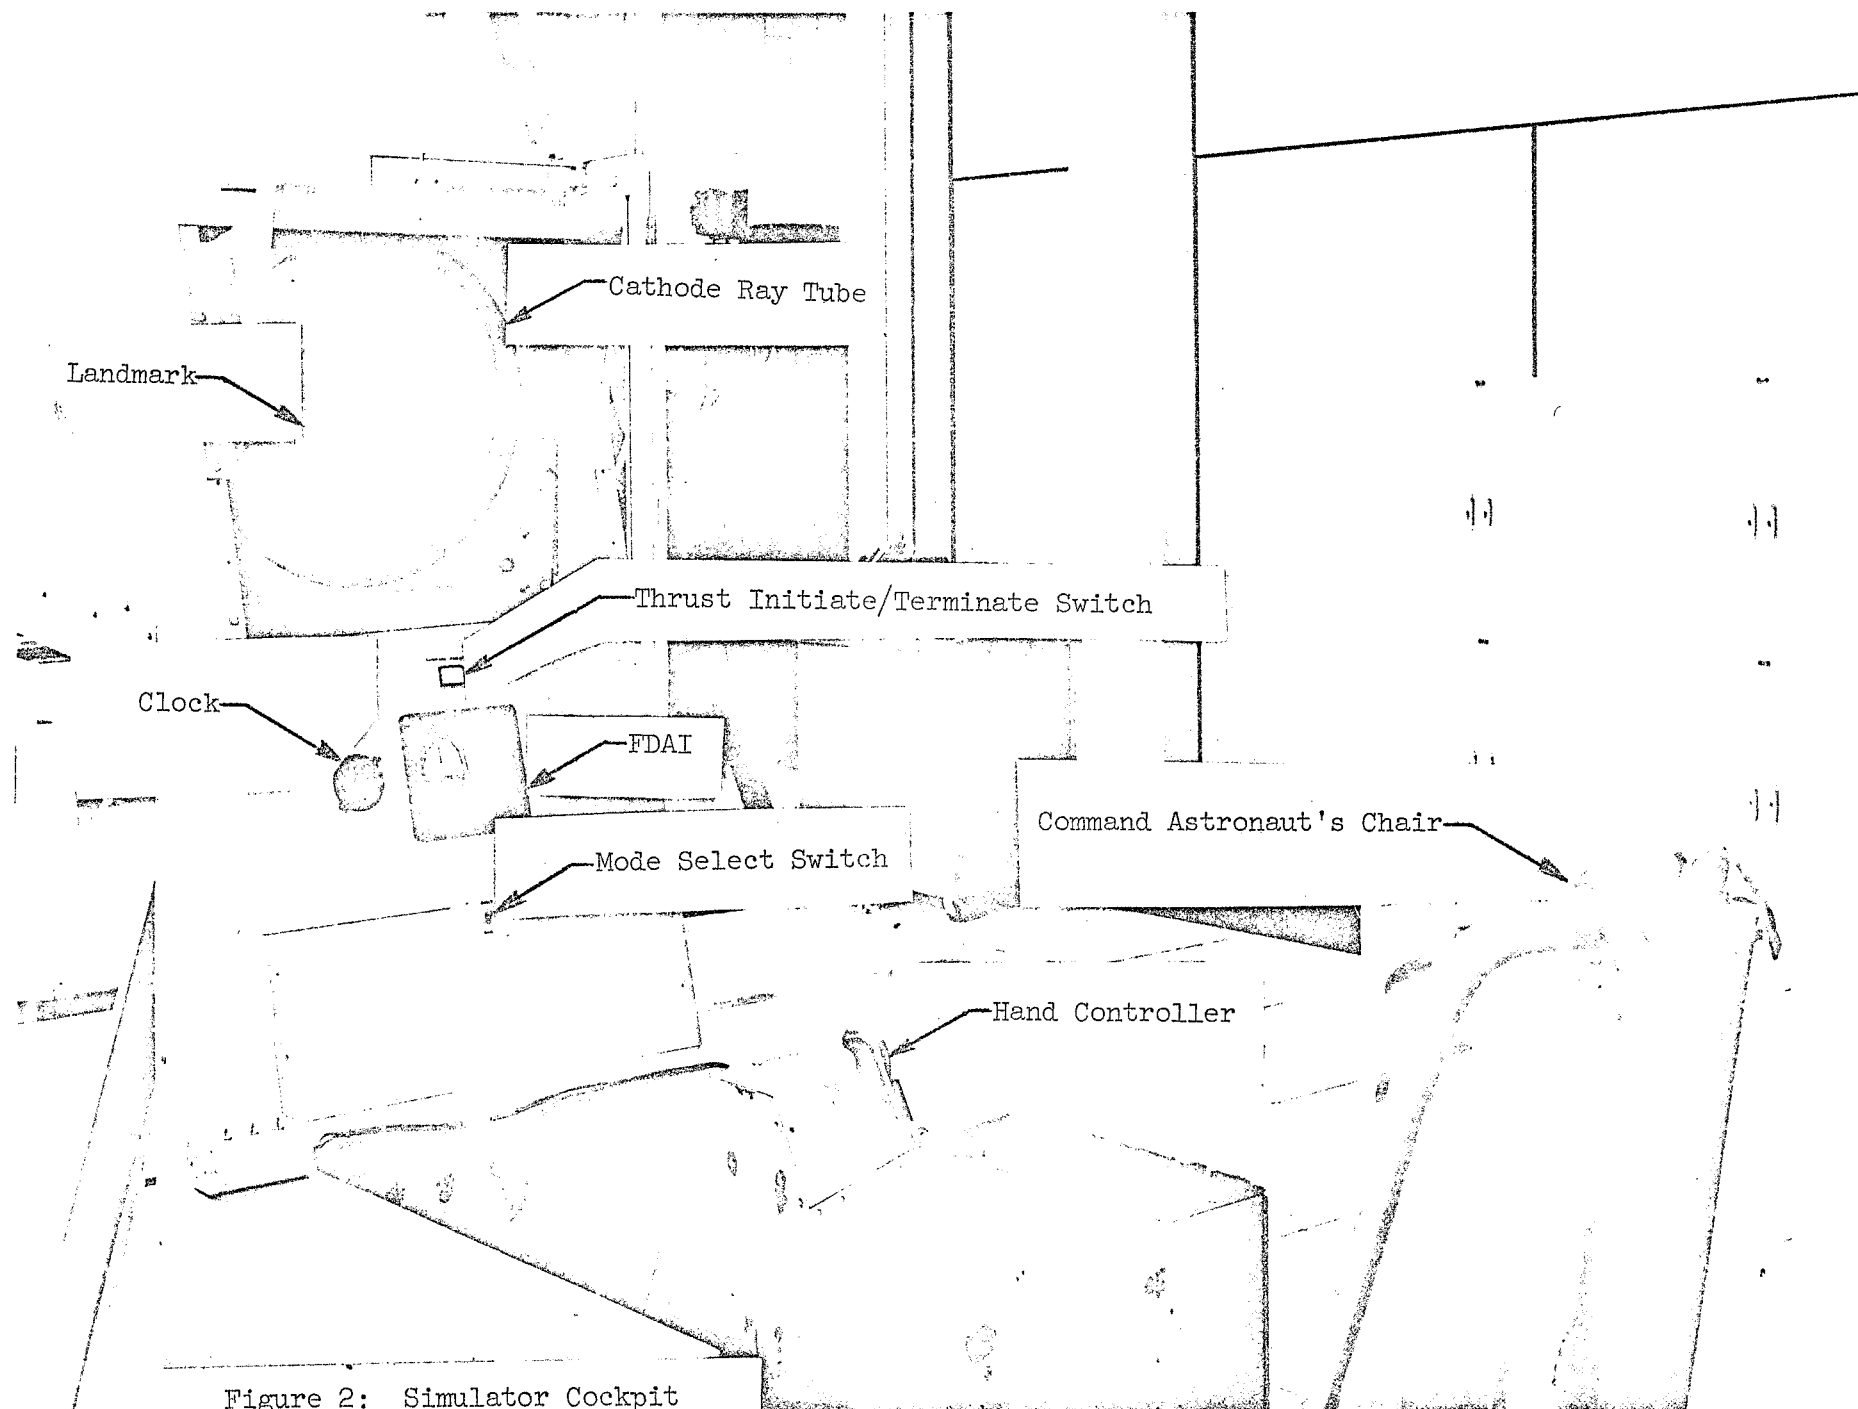 Cathode Ray Tube
Landmark
Thrust Initiate/Terminate Switch
Clock
FDAI
Command Astronaut's Chair
Mode Select Switch
Hand Controller
Figure 2: Simulator Cockpit